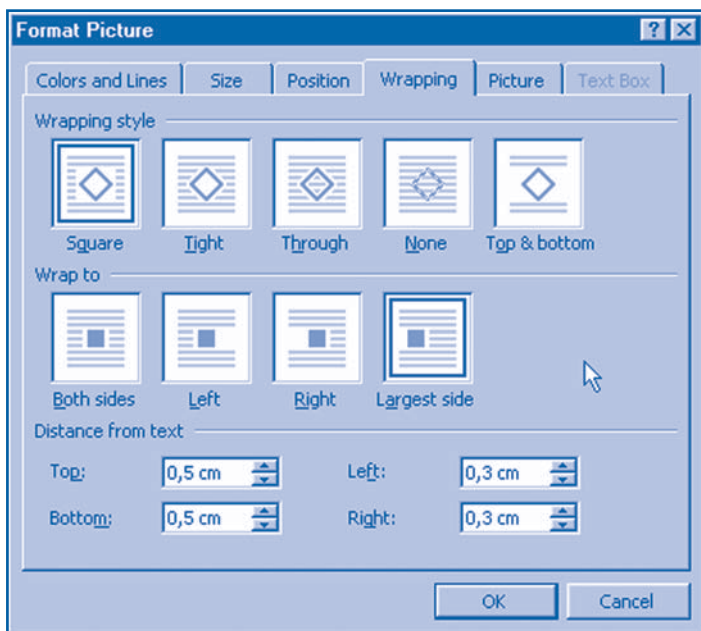 Format Picture
Colors and Lines Size Position Wrapping Picture Text Box
Wrapping style
Square Tight Through None Top & bottom
Wrap to
Both sides Left Right Largest side
Distance from text
Top: 0,5 cm Left: 0,3 cm
Bottom: 0,5 cm Right: 0,3 cm
OK Cancel